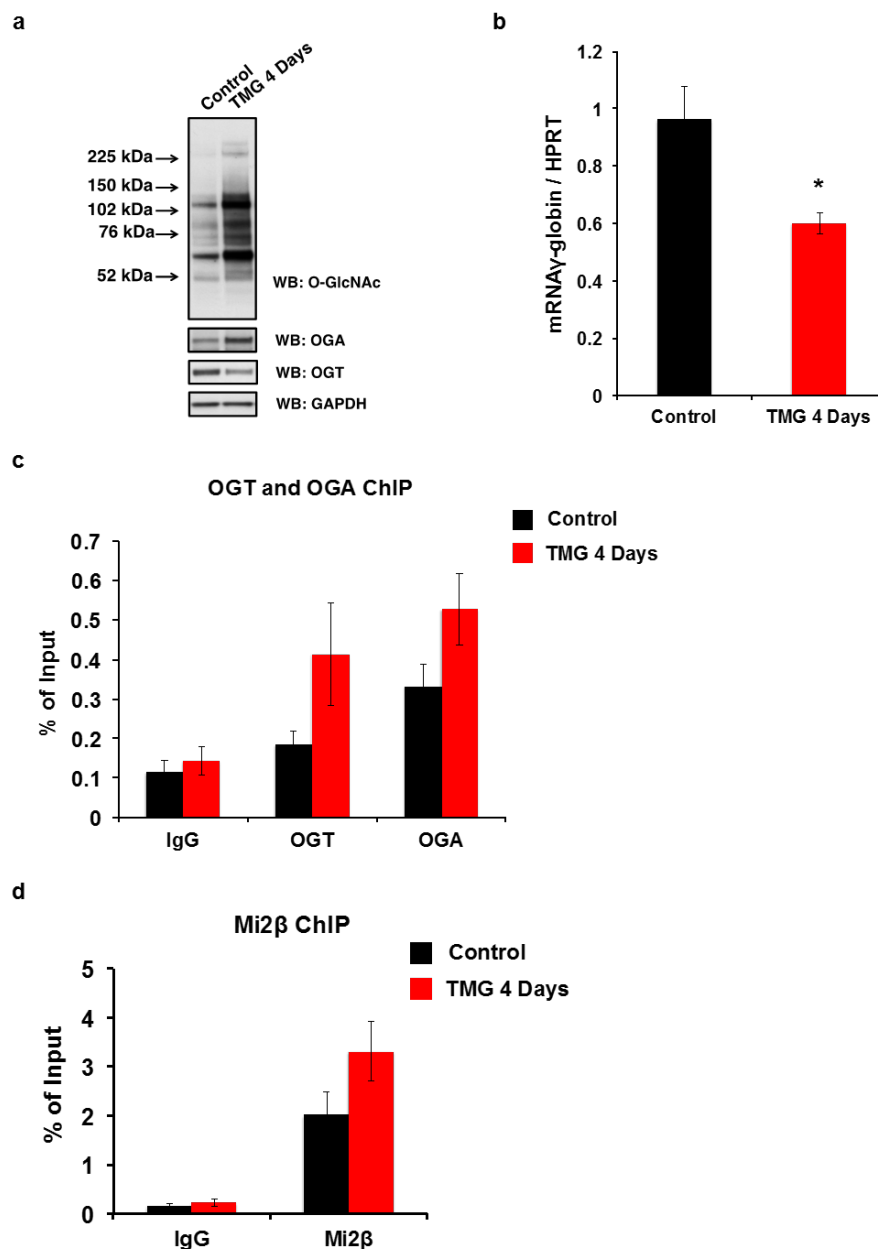 a
Control
TMG 4 Days
225 kDa→
150 kDa→
102 kDa→
76 kDa→
52 kDa→
WB: O-GlcNAc
WB: OGA
WB: OGT
WB: GAPDH
b
mRNAγ-globin / HPRT
1.2
1
0.8
0.6
0.4
0.2
0
*
Control
TMG 4 Days
c
OGT and OGA ChIP
Control
TMG 4 Days
% of Input
0.7
0.6
0.5
0.4
0.3
0.2
0.1
0
IgG
OGT
OGA
d
Mi2β ChIP
Control
TMG 4 Days
% of Input
5
4
3
2
1
0
IgG
Mi2β